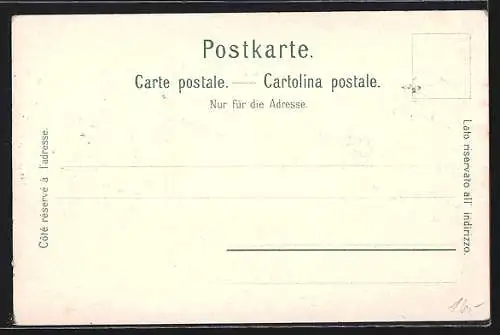 Postkarte.
Carte postale. — Cartolina postale.
Nur für die Adresse.
Côté réservé à l'adresse.
Lato riservato all' indirizzo.